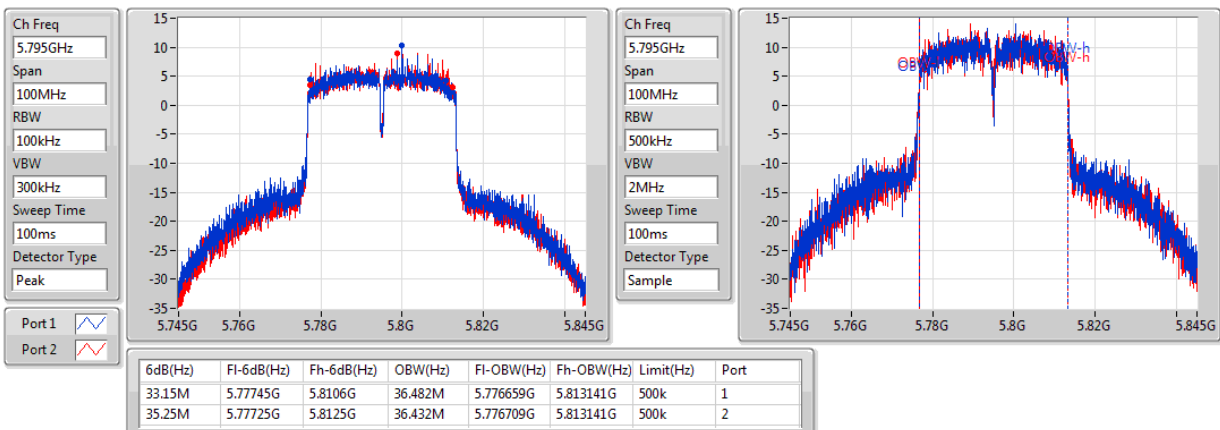 Ch Freq
5.795GHz
Span
100MHz
RBW
100kHz
VBW
300kHz
Sweep Time
100ms
Detector Type
Peak
Port 1
Port 2
15
10
5
0
-5
-10
-15
-20
-25
-30
-35
5.745G 5.76G 5.78G 5.8G 5.82G 5.845G
Ch Freq
5.795GHz
Span
100MHz
RBW
500kHz
VBW
2MHz
Sweep Time
100ms
Detector Type
Sample
15
10
5
0
-5
-10
-15
-20
-25
-30
-35
5.745G 5.76G 5.78G 5.8G 5.82G 5.845G
6dB(Hz) Fl-6dB(Hz) Fh-6dB(Hz) OBW(Hz) Fl-OBW(Hz) Fh-OBW(Hz) Limit(Hz) Port
33.15M 5.77745G 5.8106G 36.482M 5.776659G 5.813141G 500k 1
35.25M 5.77725G 5.8125G 36.432M 5.776709G 5.813141G 500k 2